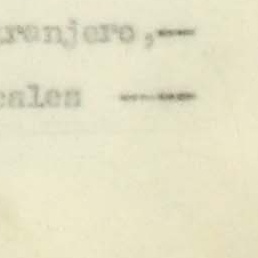 ranjero,--
cales ----